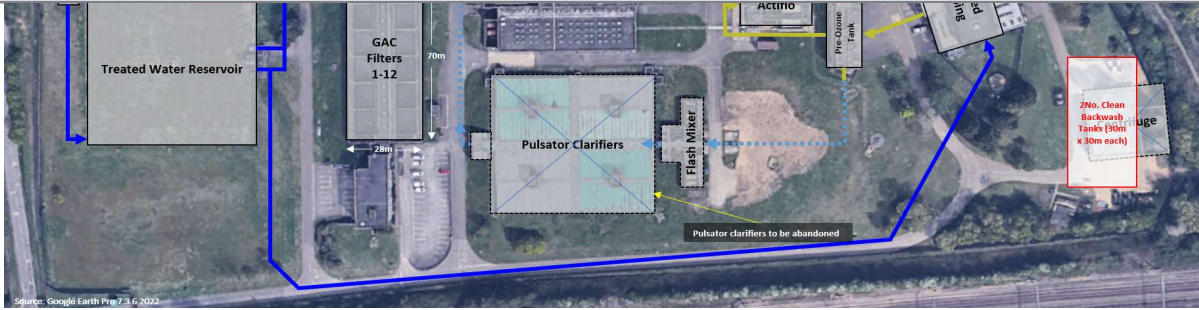 Actiflo
Pre-Ozone
Tank
GAC
Filters
1-12
70m
28m
Treated Water Reservoir
Pulsator Clarifiers
Flash Mixer
2No. Clean
Backwash
Tanks (30m
x 30m each)
Centrifuge
Pulsator clarifiers to be abandoned
Source: Google Earth Pro 7.3.6 2022